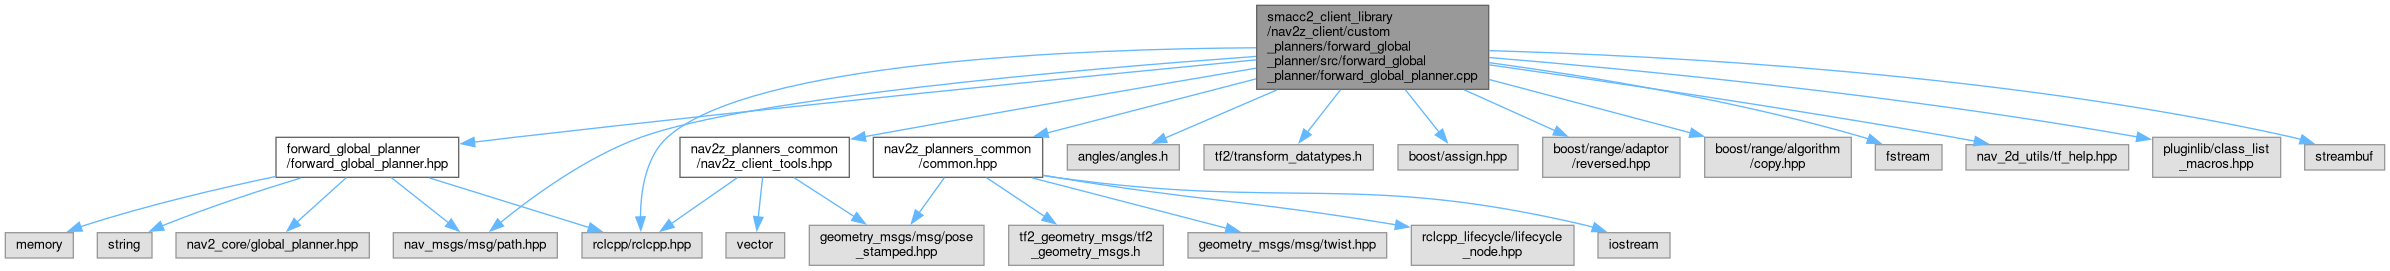 smacc2_client_library
/nav2z_client/custom
_planners/forward_global
_planner/src/forward_global
_planner/forward_global_planner.cpp
forward_global_planner
/forward_global_planner.hpp
nav2z_planners_common
/nav2z_client_tools.hpp
nav2z_planners_common
/common.hpp
angles/angles.h
tf2/transform_datatypes.h
boost/assign.hpp
boost/range/adaptor
/reversed.hpp
boost/range/algorithm
/copy.hpp
fstream
nav_2d_utils/tf_help.hpp
pluginlib/class_list
_macros.hpp
streambuf
memory
string
nav2_core/global_planner.hpp
nav_msgs/msg/path.hpp
rclcpp/rclcpp.hpp
vector
geometry_msgs/msg/pose
_stamped.hpp
tf2_geometry_msgs/tf2
_geometry_msgs.h
geometry_msgs/msg/twist.hpp
rclcpp_lifecycle/lifecycle
_node.hpp
iostream